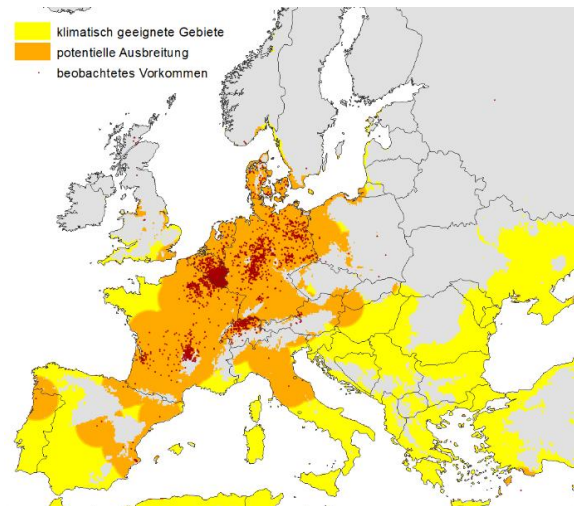 klimatisch geeignete Gebiete
potentielle Ausbreitung
beobachtetes Vorkommen